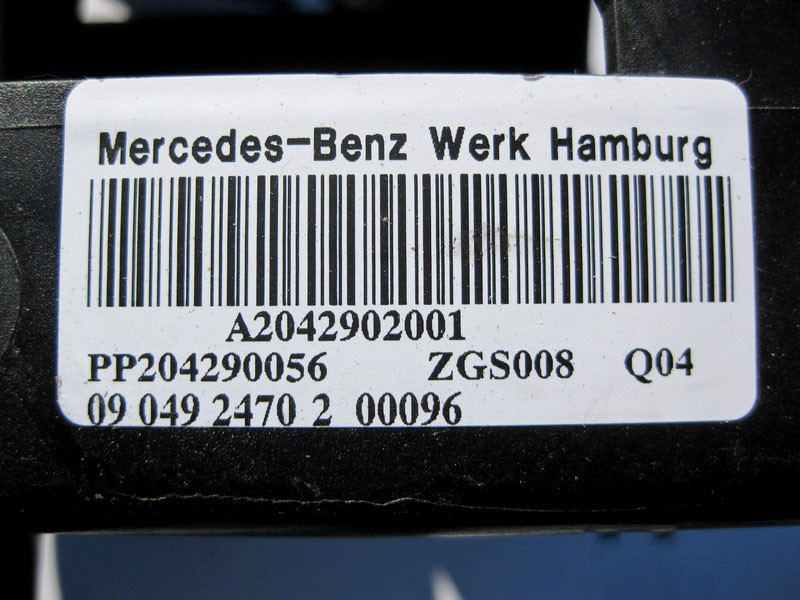 Mercedes-Benz Werk Hamburg
A2042902001
PP204290056 ZGS008 Q04
09 049 2470 2 00096